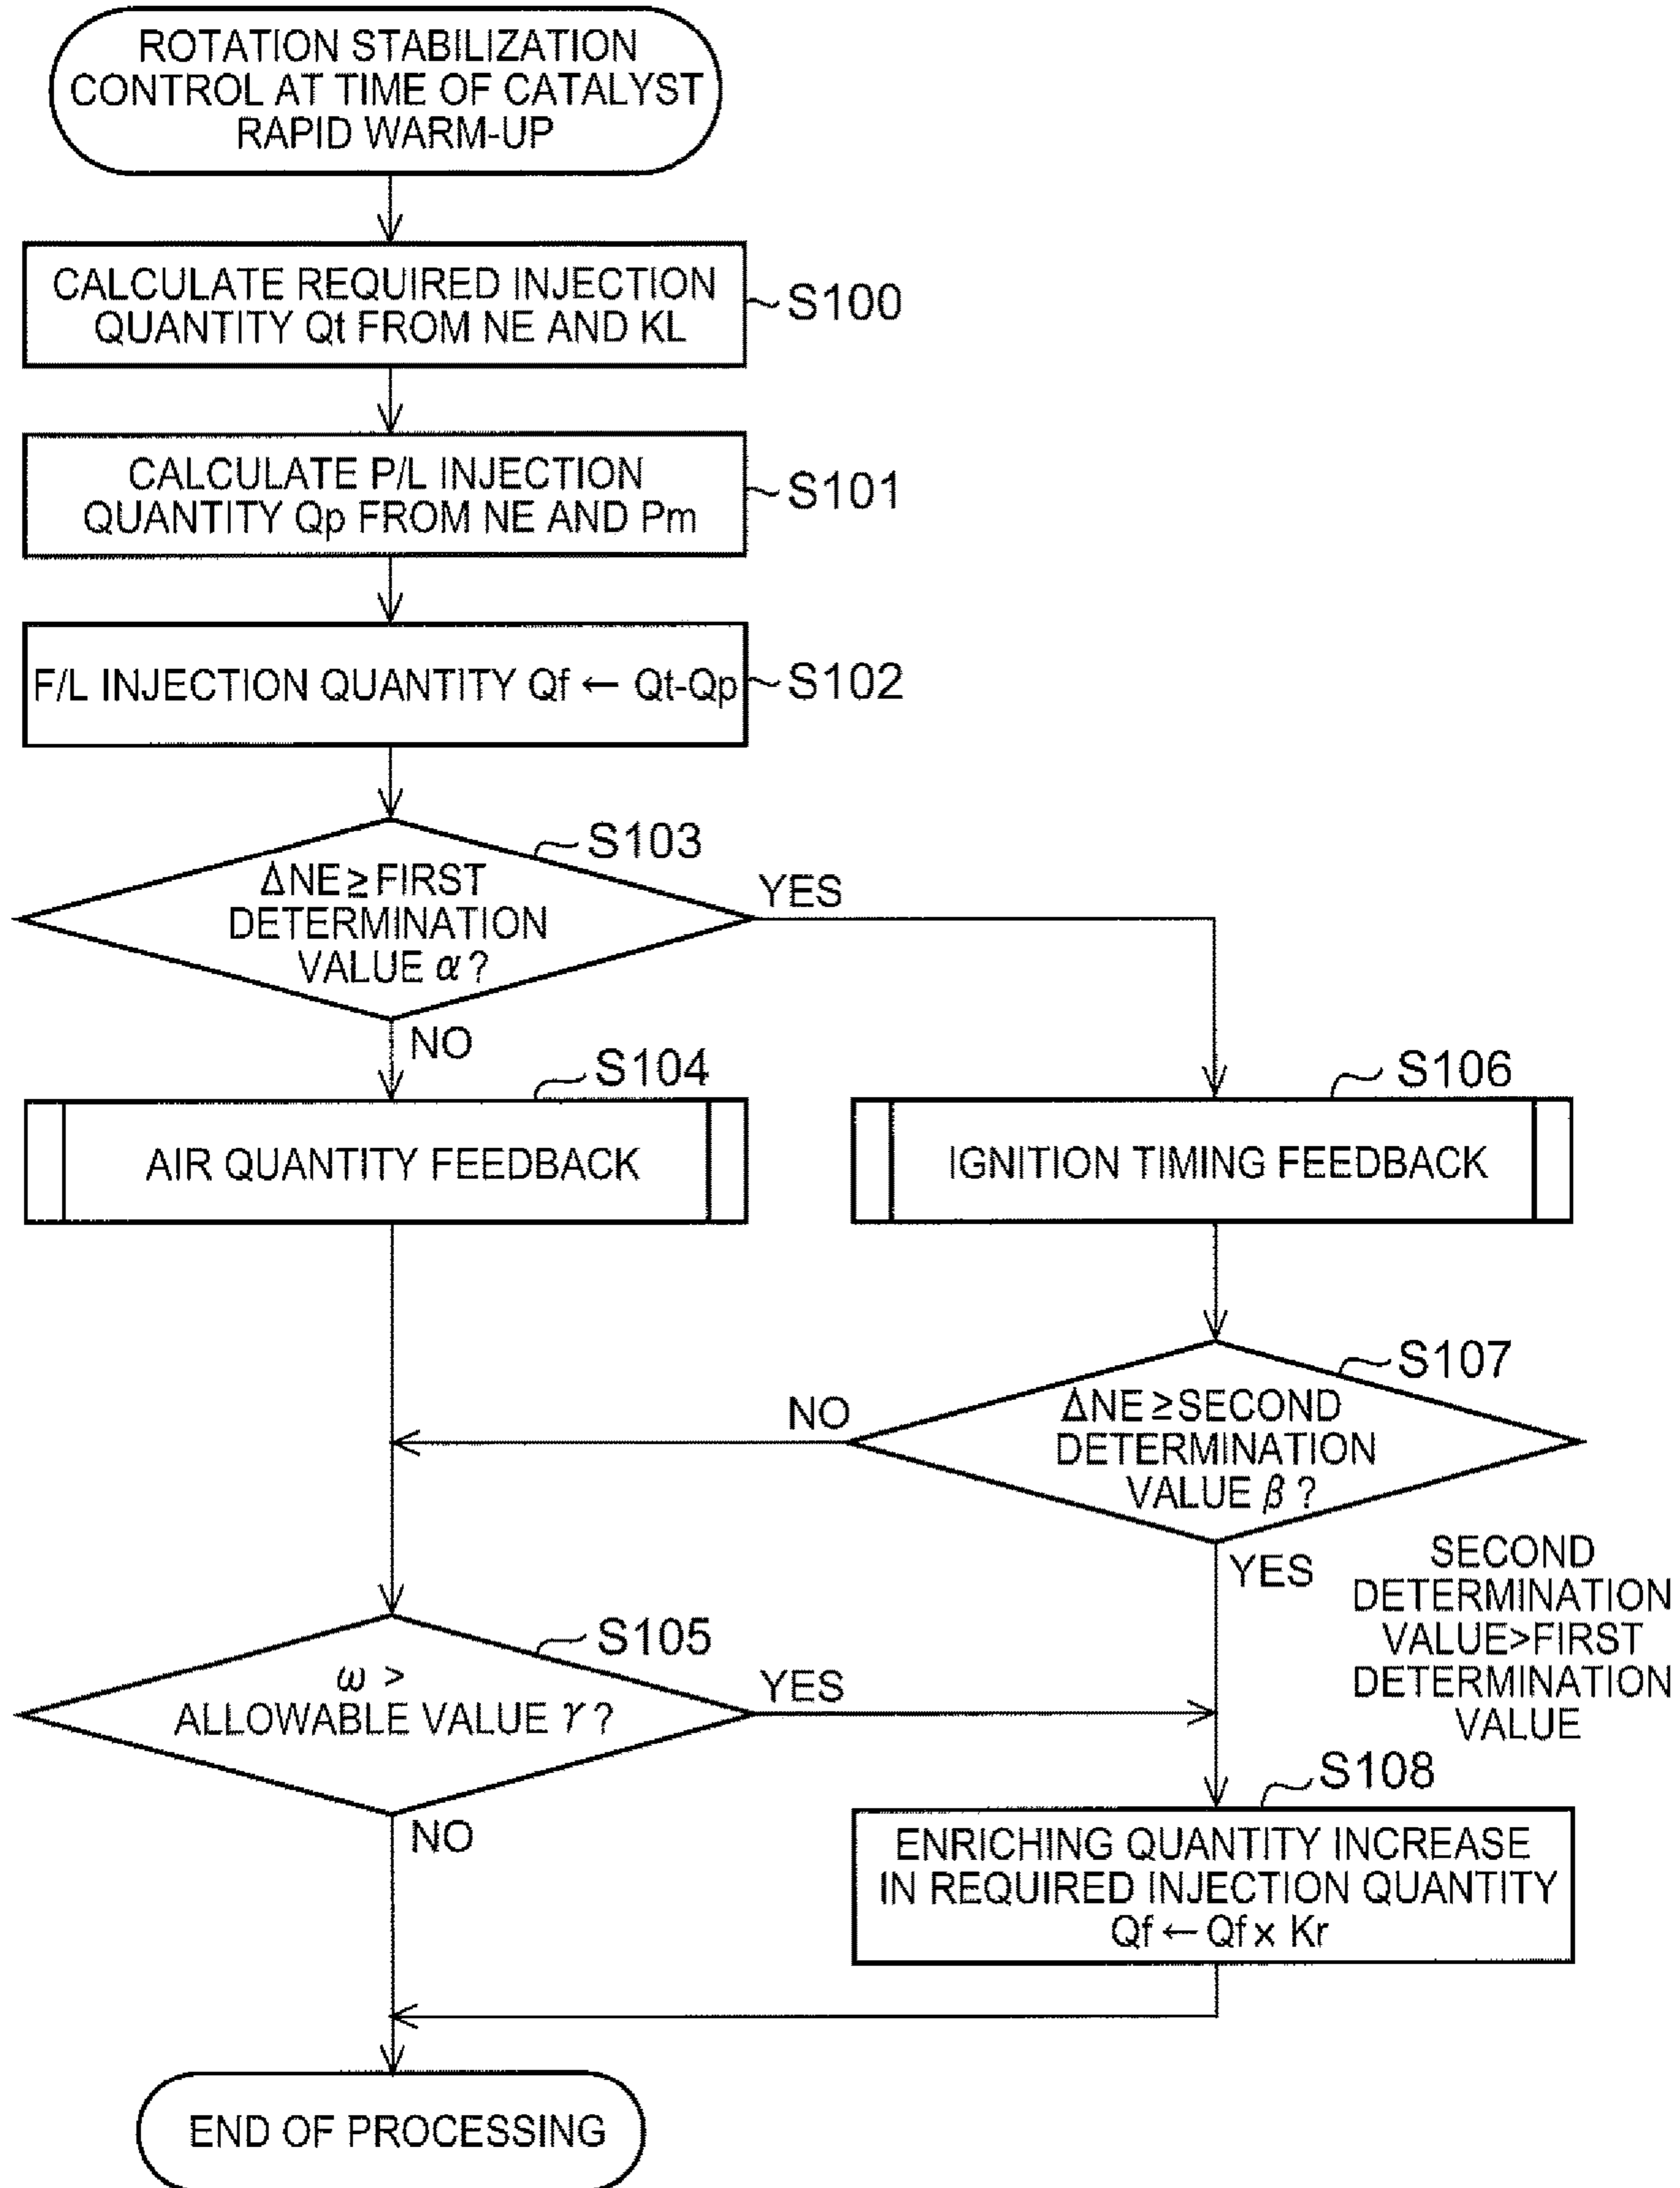 ROTATION STABILIZATION
CONTROL AT TIME OF CATALYST
RAPID WARM-UP
CALCULATE REQUIRED INJECTION
QUANTITY Qt FROM NE AND KL
S100
CALCULATE P/L INJECTION
QUANTITY Qp FROM NE AND Pm
S101
F/L INJECTION QUANTITY Qf ← Qt-Qp
S102
S103
ΔNE≧FIRST
DETERMINATION
VALUE α?
YES
NO
S104
AIR QUANTITY FEEDBACK
S106
IGNITION TIMING FEEDBACK
S107
ΔNE≧SECOND
DETERMINATION
VALUE β?
NO
YES
SECOND
DETERMINATION
VALUE>FIRST
DETERMINATION
VALUE
S105
ω >
ALLOWABLE VALUE γ?
YES
NO
S108
ENRICHING QUANTITY INCREASE
IN REQUIRED INJECTION QUANTITY
Qf ← Qf x Kr
END OF PROCESSING